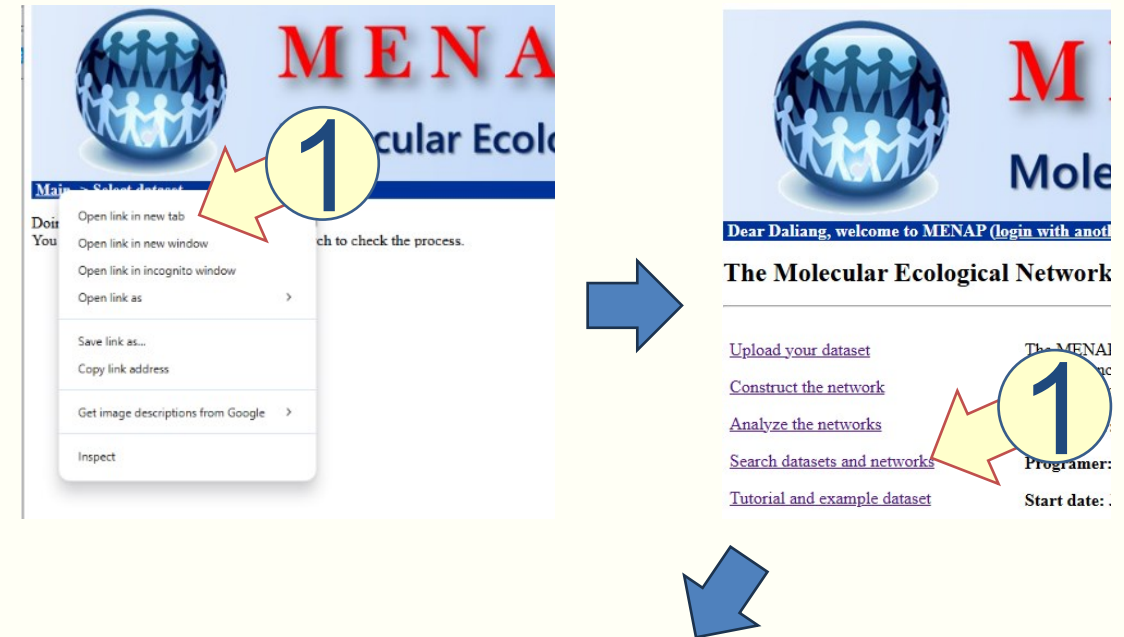 MENA
1
cular Ecolo
Main -> Select dataset
Doin
You
ch to check the process.
Open link in new tab
Open link in new window
Open link in incognito window
Open link as
Save link as...
Copy link address
Get image descriptions from Google
Inspect
M
Mole
Dear Daliang, welcome to MENAP (login with anoth
The Molecular Ecological Network
Upload your dataset
The MENAP
Construct the network
1
Analyze the networks
Search datasets and networks
Programer:
Tutorial and example dataset
Start date: